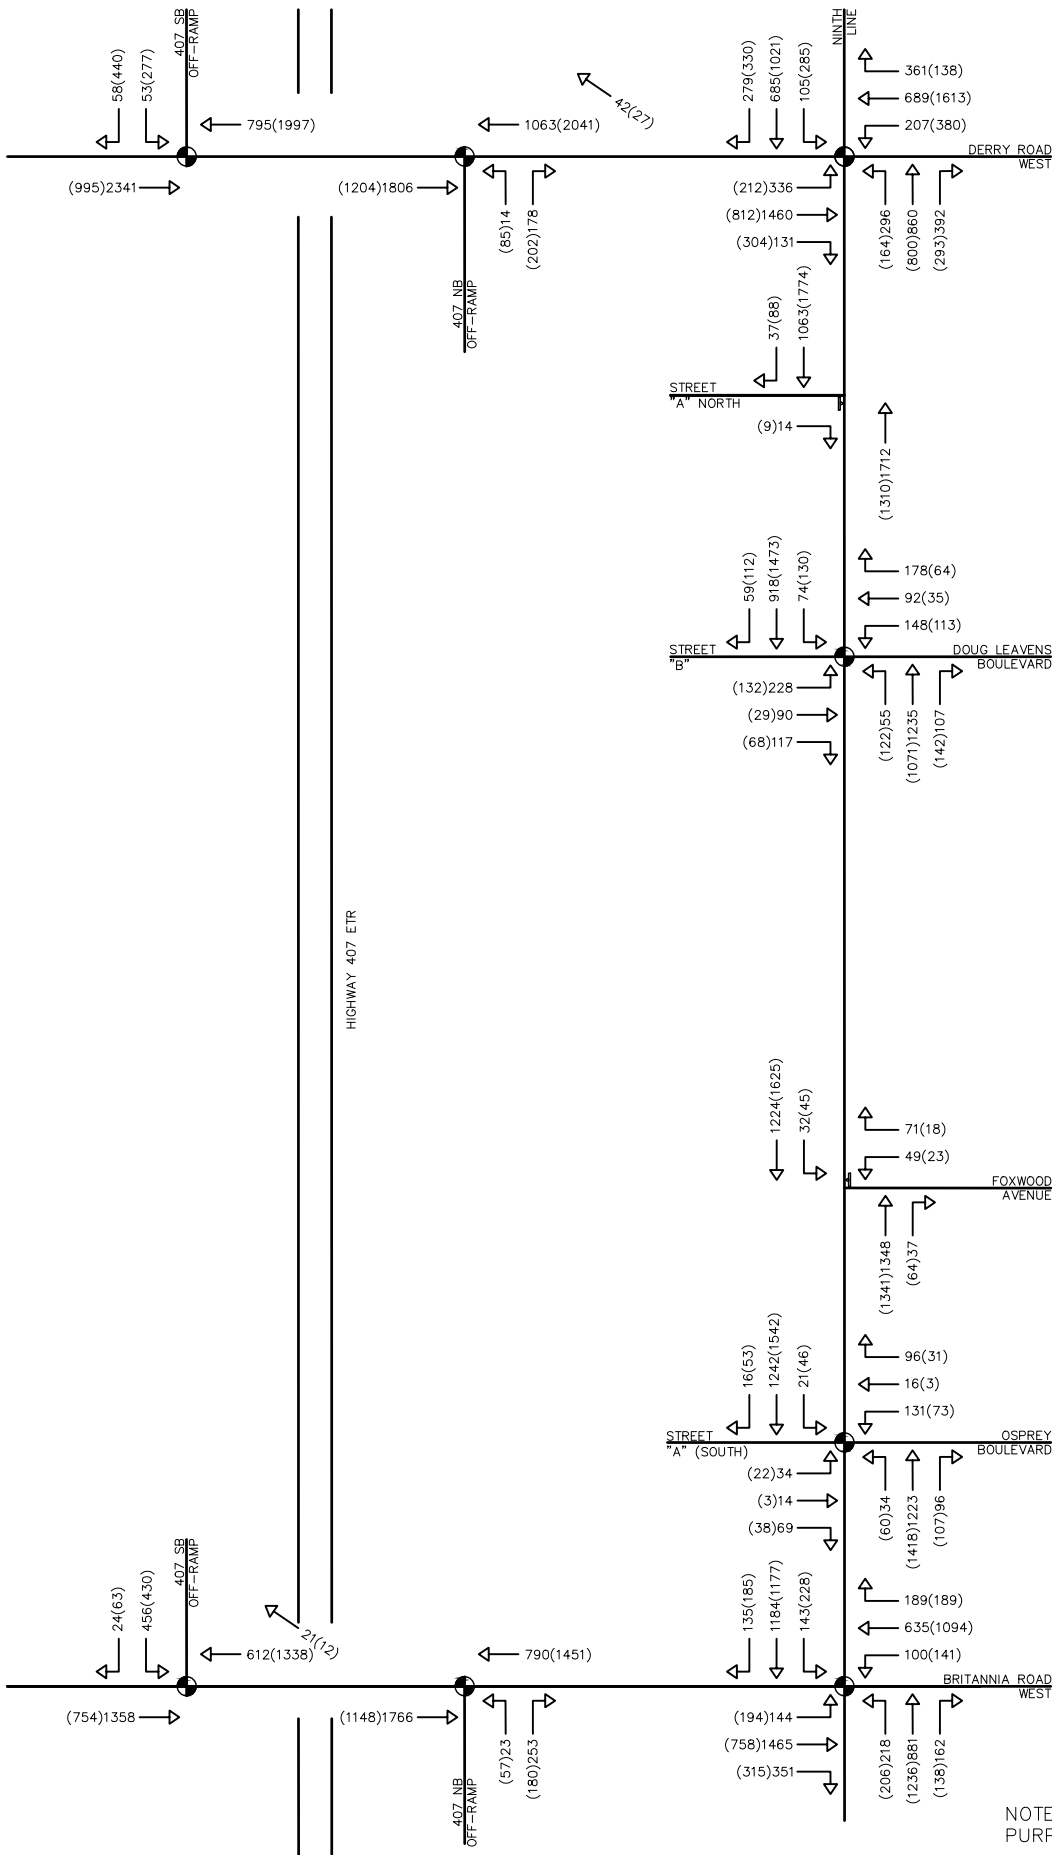 407 SB
OFF-RAMP
58(440)
53(277)
795(1997)
(995)2341
42(27)
1063(2041)
(1204)1806
(85)14
(202)178
407 NB
OFF-RAMP
NINTH
LINE
279(330)
685(1021)
105(285)
361(138)
689(1613)
207(380)
DERRY ROAD
WEST
(212)336
(812)1460
(304)131
(164)296
(800)860
(293)392
37(88)
1063(1774)
STREET
"A" NORTH
(9)14
(1310)1712
59(112)
918(1473)
74(130)
178(64)
92(35)
148(113)
STREET
"B"
DOUG LEAVENS
BOULEVARD
(132)228
(29)90
(68)117
(122)55
(1071)1235
(142)107
HIGHWAY 407 ETR
1224(1625)
32(45)
71(18)
49(23)
FOXWOOD
AVENUE
(1341)1348
(64)37
16(53)
1242(1542)
21(46)
96(31)
16(3)
131(73)
STREET
"A" (SOUTH)
OSPREY
BOULEVARD
(22)34
(3)14
(38)69
(60)34
(1418)1223
(107)96
407 SB
OFF-RAMP
24(63)
456(430)
21(12)
612(1338)
(754)1358
790(1451)
(1148)1766
(57)23
(180)253
407 NB
OFF-RAMP
135(185)
1184(1177)
143(228)
189(189)
635(1094)
100(141)
BRITANNIA ROAD
WEST
(194)144
(758)1465
(315)351
(206)218
(1236)881
(138)162
NOTE